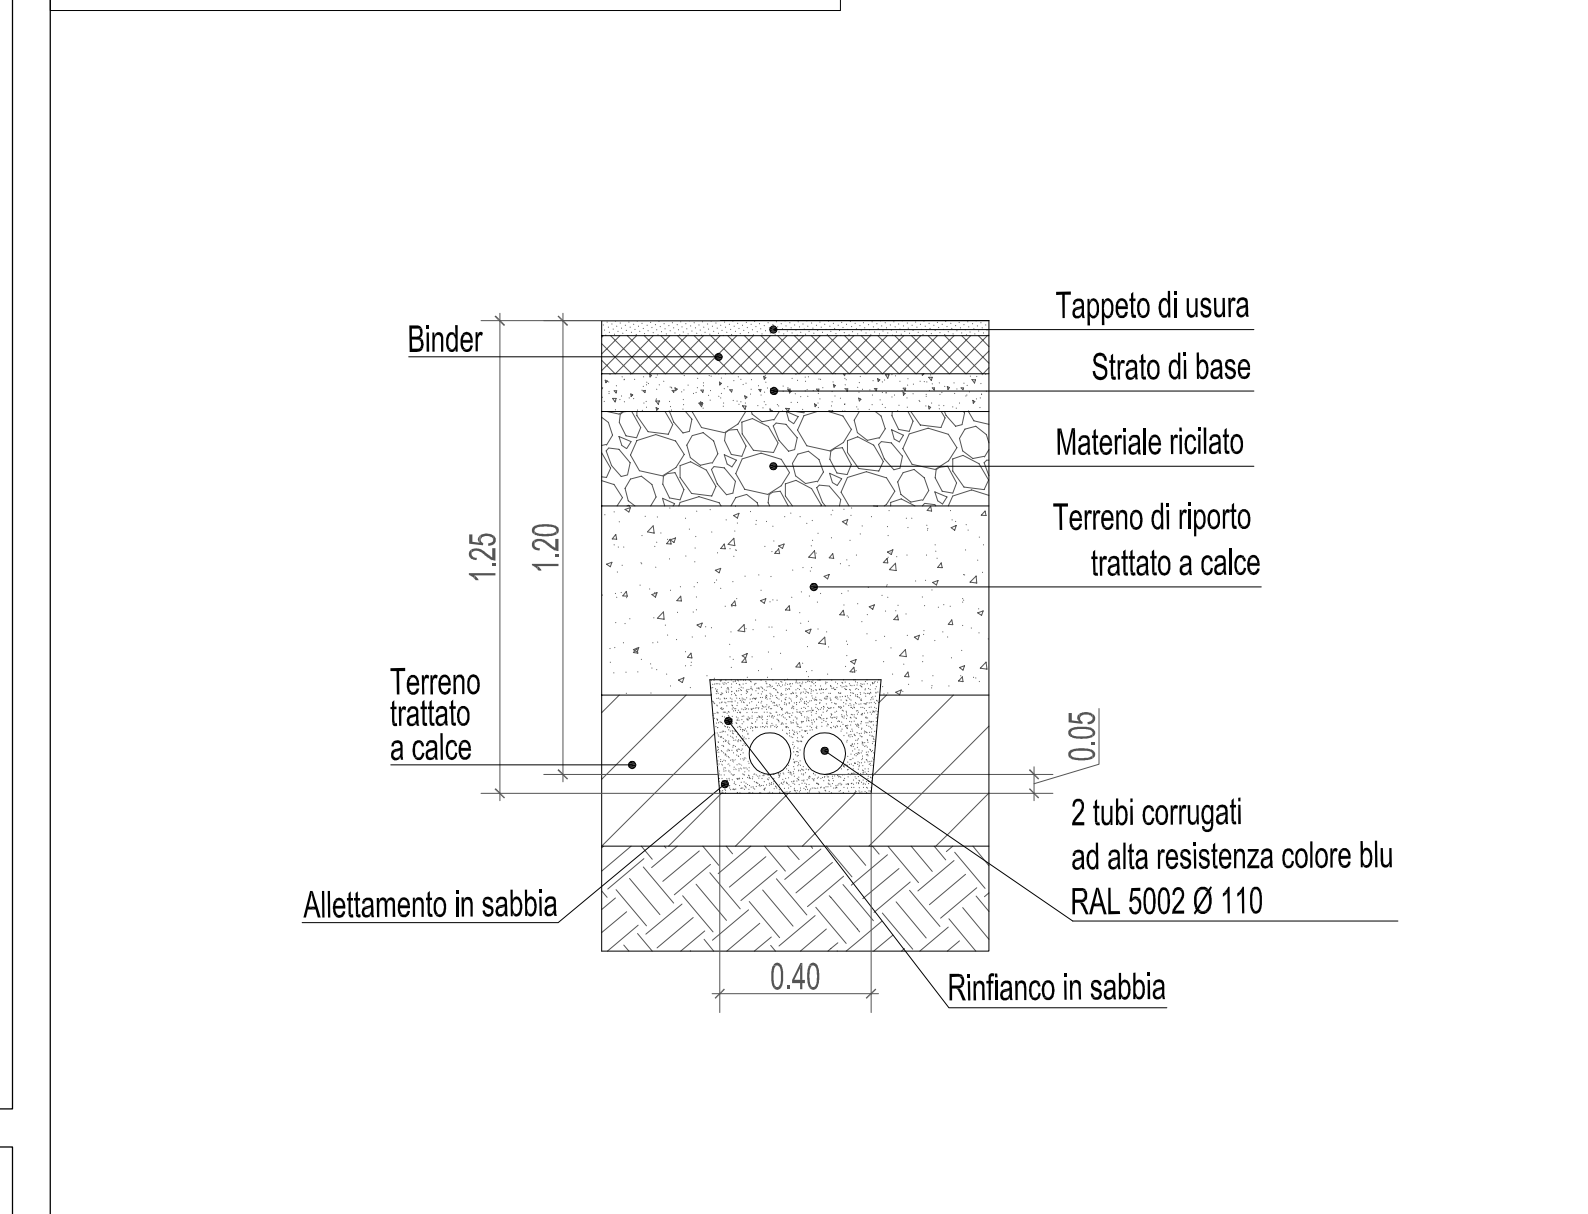 Tappeto di usura
Binder
Strato di base
Materiale ricilato
Terreno di riporto
trattato a calce
1.25
1.20
Terreno
trattato
a calce
0.05
2 tubi corrugati
ad alta resistenza colore blu
RAL 5002 Ø 110
Allettamento in sabbia
0.40
Rinfianco in sabbia